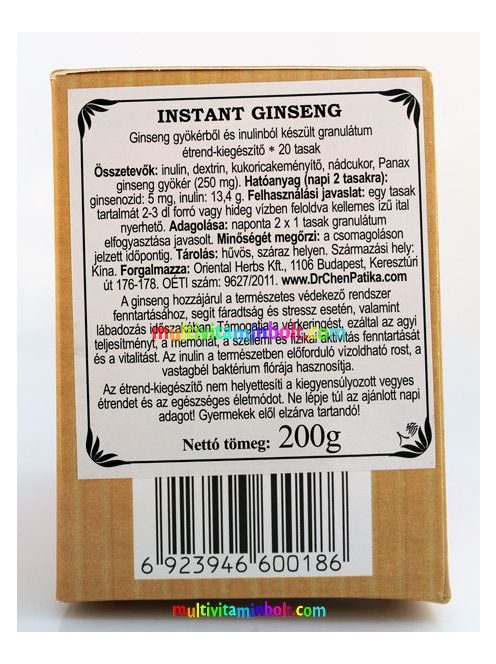 INSTANT GINSENG
Ginseng gyökérből és inulinból készült granulátum
étrend-kiegészítő * 20 tasak
Összetevők: inulin, dextrin, kukoricakeményítő, nádcukor, Panax
ginseng gyökér (250 mg). Hatóanyag (napi 2 tasakra):
ginsenozid: 5 mg, inulin: 13,4 g. Felhasználási javaslat: egy tasak
tartalmát 2-3 dl forró vagy hideg vízben feloldva kellemes ízű ital
nyerhető. Adagolása: naponta 2 x 1 tasak granulátum
elfogyasztása javasolt. Minőségét megőrzi: a csomagoláson
jelzett időpontig. Tárolás: hűvös, száraz helyen. Származási hely:
Kína. Forgalmazza: Oriental Herbs Kft., 1106 Budapest, Keresztúri
út 176-178. OÉTI szám: 9627/2011. www.DrChenPatika.com
A ginseng hozzájárul a természetes védekező rendszer
fenntartásához, segít fáradtság és stressz esetén, valamint
lábadozás időszakában, támogatja a vérkeringést, ezáltal az agyi
multivitaminbolt.com
teljesítményt, a memóriát, a szellemi és fizikai aktivitás fenntartását
és a vitalitást. Az inulin a természetben előforduló vízoldható rost, a
vastagbél baktérium flórája hasznosítja.
Az étrend-kiegészítő nem helyettesíti a kiegyensúlyozott vegyes
étrendet és az egészséges életmódot. Ne lépje túl az ajánlott napi
adagot! Gyermekek elől elzárva tartandó!
Nettó tömeg: 200g
6 923946 600186
multivitaminbolt.com